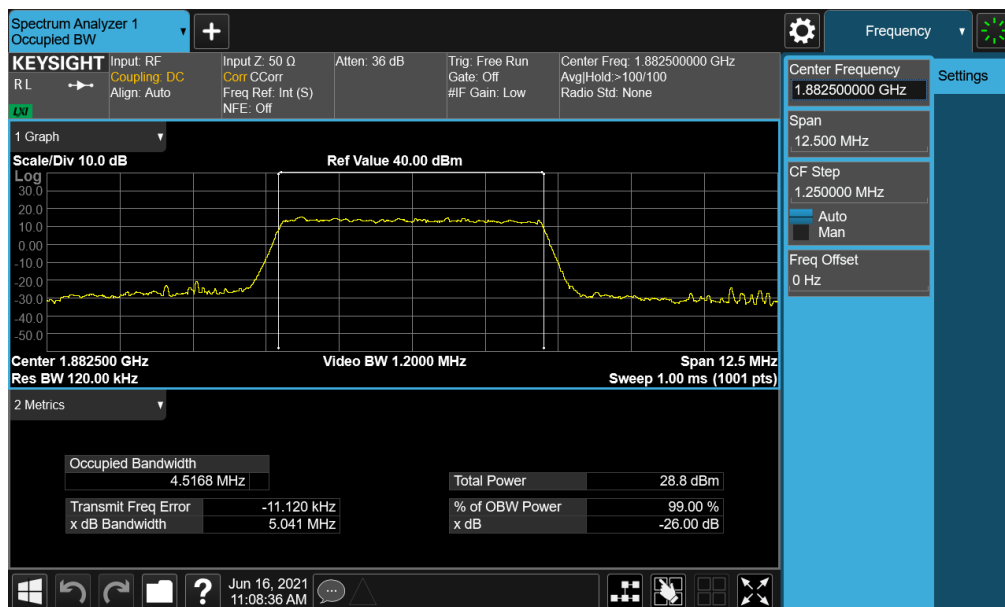 Spectrum Analyzer 1
Occupied BW
+
Frequency
KEYSIGHT
R L
LXI
Input: RF
Coupling: DC
Align: Auto
Input Z: 50 Ω
Corr CCorr
Freq Ref: Int (S)
NFE: Off
Atten: 36 dB
Trig: Free Run
Gate: Off
#IF Gain: Low
Center Freq: 1.882500000 GHz
Avg|Hold:>100/100
Radio Std: None
Center Frequency
1.882500000 GHz
Settings
Span
12.500 MHz
CF Step
1.250000 MHz
Auto
Man
Freq Offset
0 Hz
1 Graph
Scale/Div 10.0 dB
Ref Value 40.00 dBm
Log
30.0
20.0
10.0
0.00
-10.0
-20.0
-30.0
-40.0
-50.0
Center 1.882500 GHz
Video BW 1.2000 MHz
Span 12.5 MHz
Res BW 120.00 kHz
Sweep 1.00 ms (1001 pts)
2 Metrics
Occupied Bandwidth
4.5168 MHz
Total Power 28.8 dBm
Transmit Freq Error -11.120 kHz
% of OBW Power 99.00 %
x dB Bandwidth 5.041 MHz
x dB -26.00 dB
?
Jun 16, 2021
11:08:36 AM